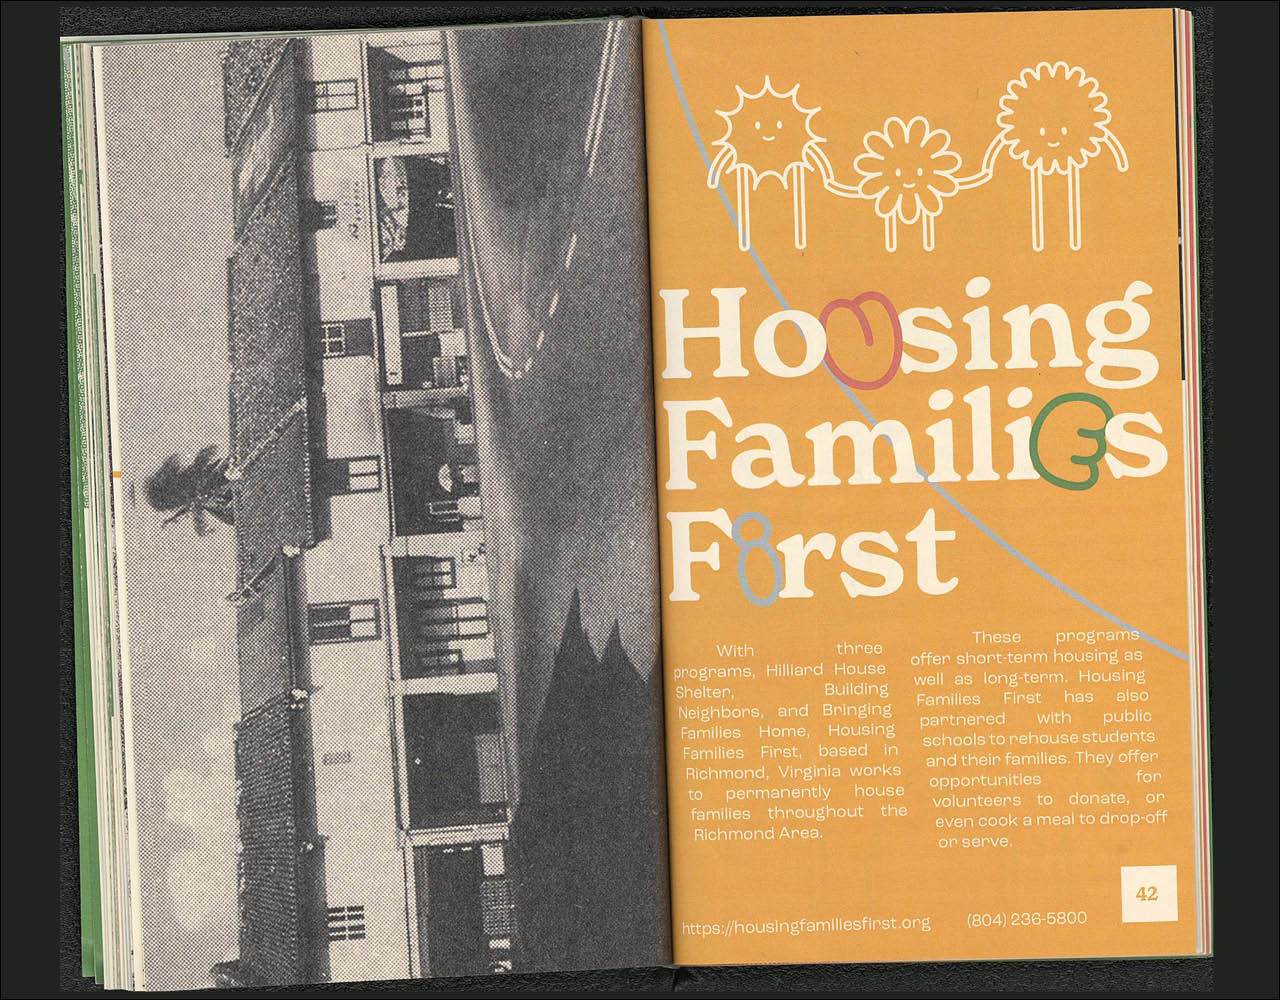 Housing
Families
First
With three
programs, Hilliard House
Shelter, Building
Neighbors, and Bringing
Families Home, Housing
Families First, based in
Richmond, Virginia works
to permanently house
families throughout the
Richmond Area.
These programs
offer short-term housing as
well as long-term. Housing
Families First has also
partnered with public
schools to rehouse students
and their families. They offer
opportunities for
volunteers to donate, or
even cook a meal to drop-off
or serve.
https://housingfamiliesfirst.org
(804) 236-5800
42